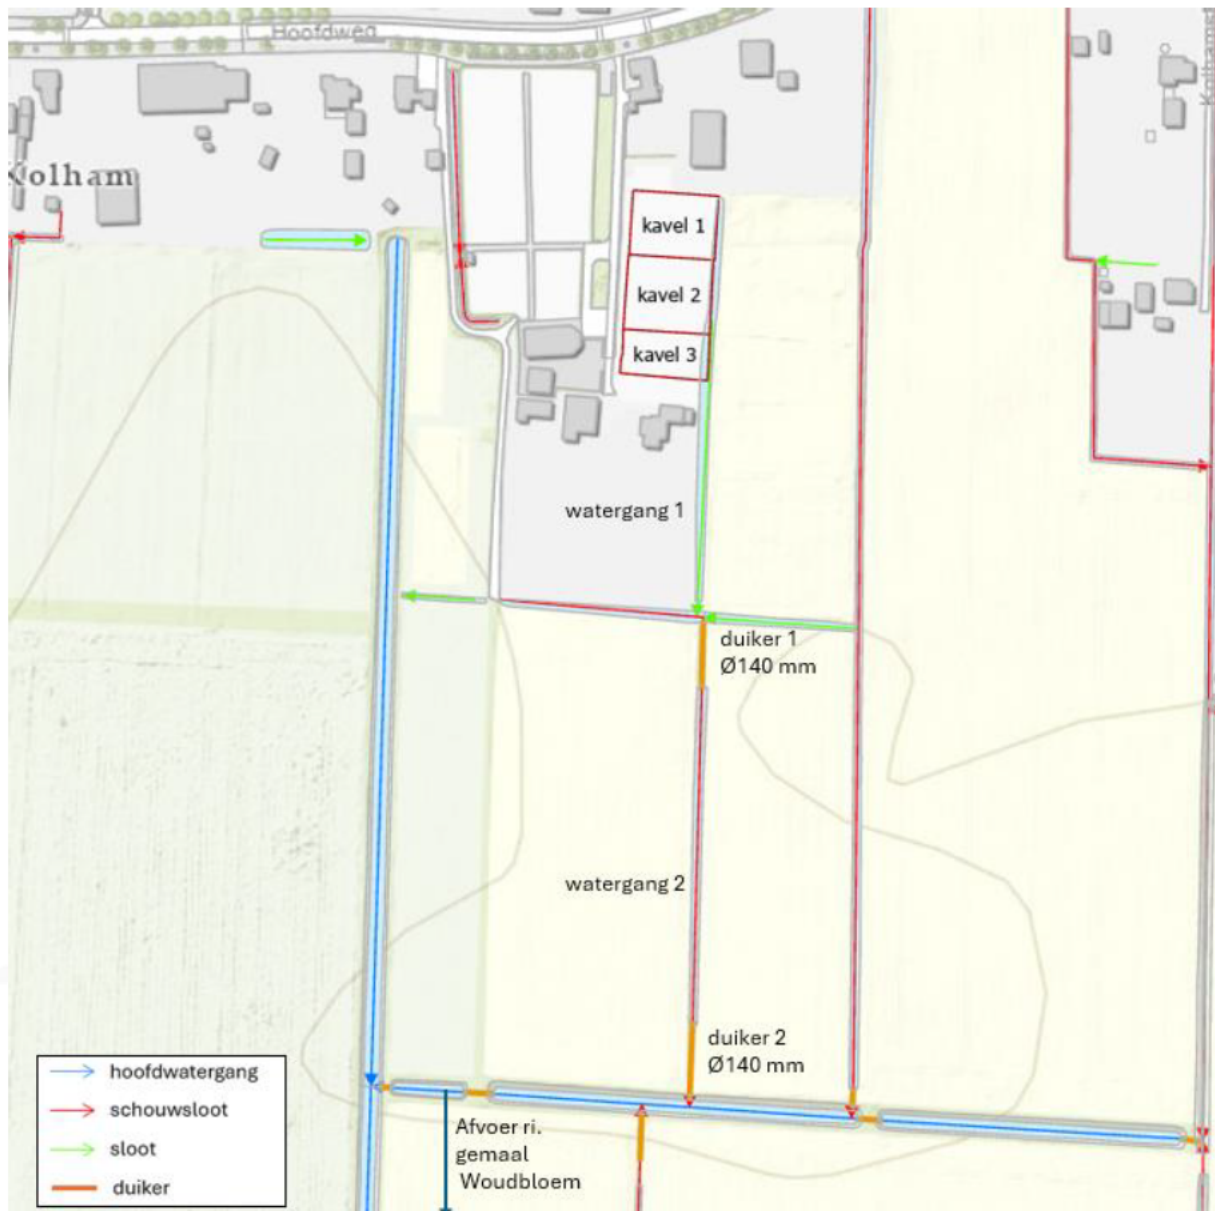 Hoofdweg
Kolham
kavel 1
kavel 2
kavel 3
watergang 1
duiker 1
Ø140 mm
watergang 2
duiker 2
Ø140 mm
hoofdwatergang
schouwsloot
sloot
duiker
Afvoer ri.
gemaal
Woudbloem